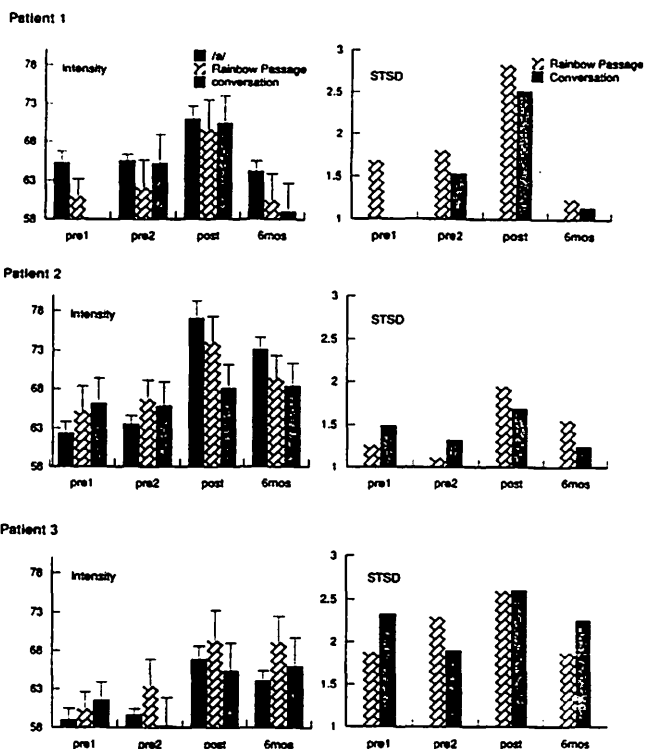 Patient 1
Intensity
/a/
Rainbow Passage
conversation
78
73
68
63
58
pre1 pre2 post 6mos
STSD
Rainbow Passage
Conversation
3
2.5
2
1.5
1
pre1 pre2 post 6mos
Patient 2
Intensity
78
73
68
63
58
pre1 pre2 post 6mos
STSD
3
2.5
2
1.5
1
pre1 pre2 post 6mos
Patient 3
Intensity
78
73
68
63
58
pre1 pre2 post 6mos
STSD
3
2.5
2
1.5
1
pre1 pre2 post 6mos